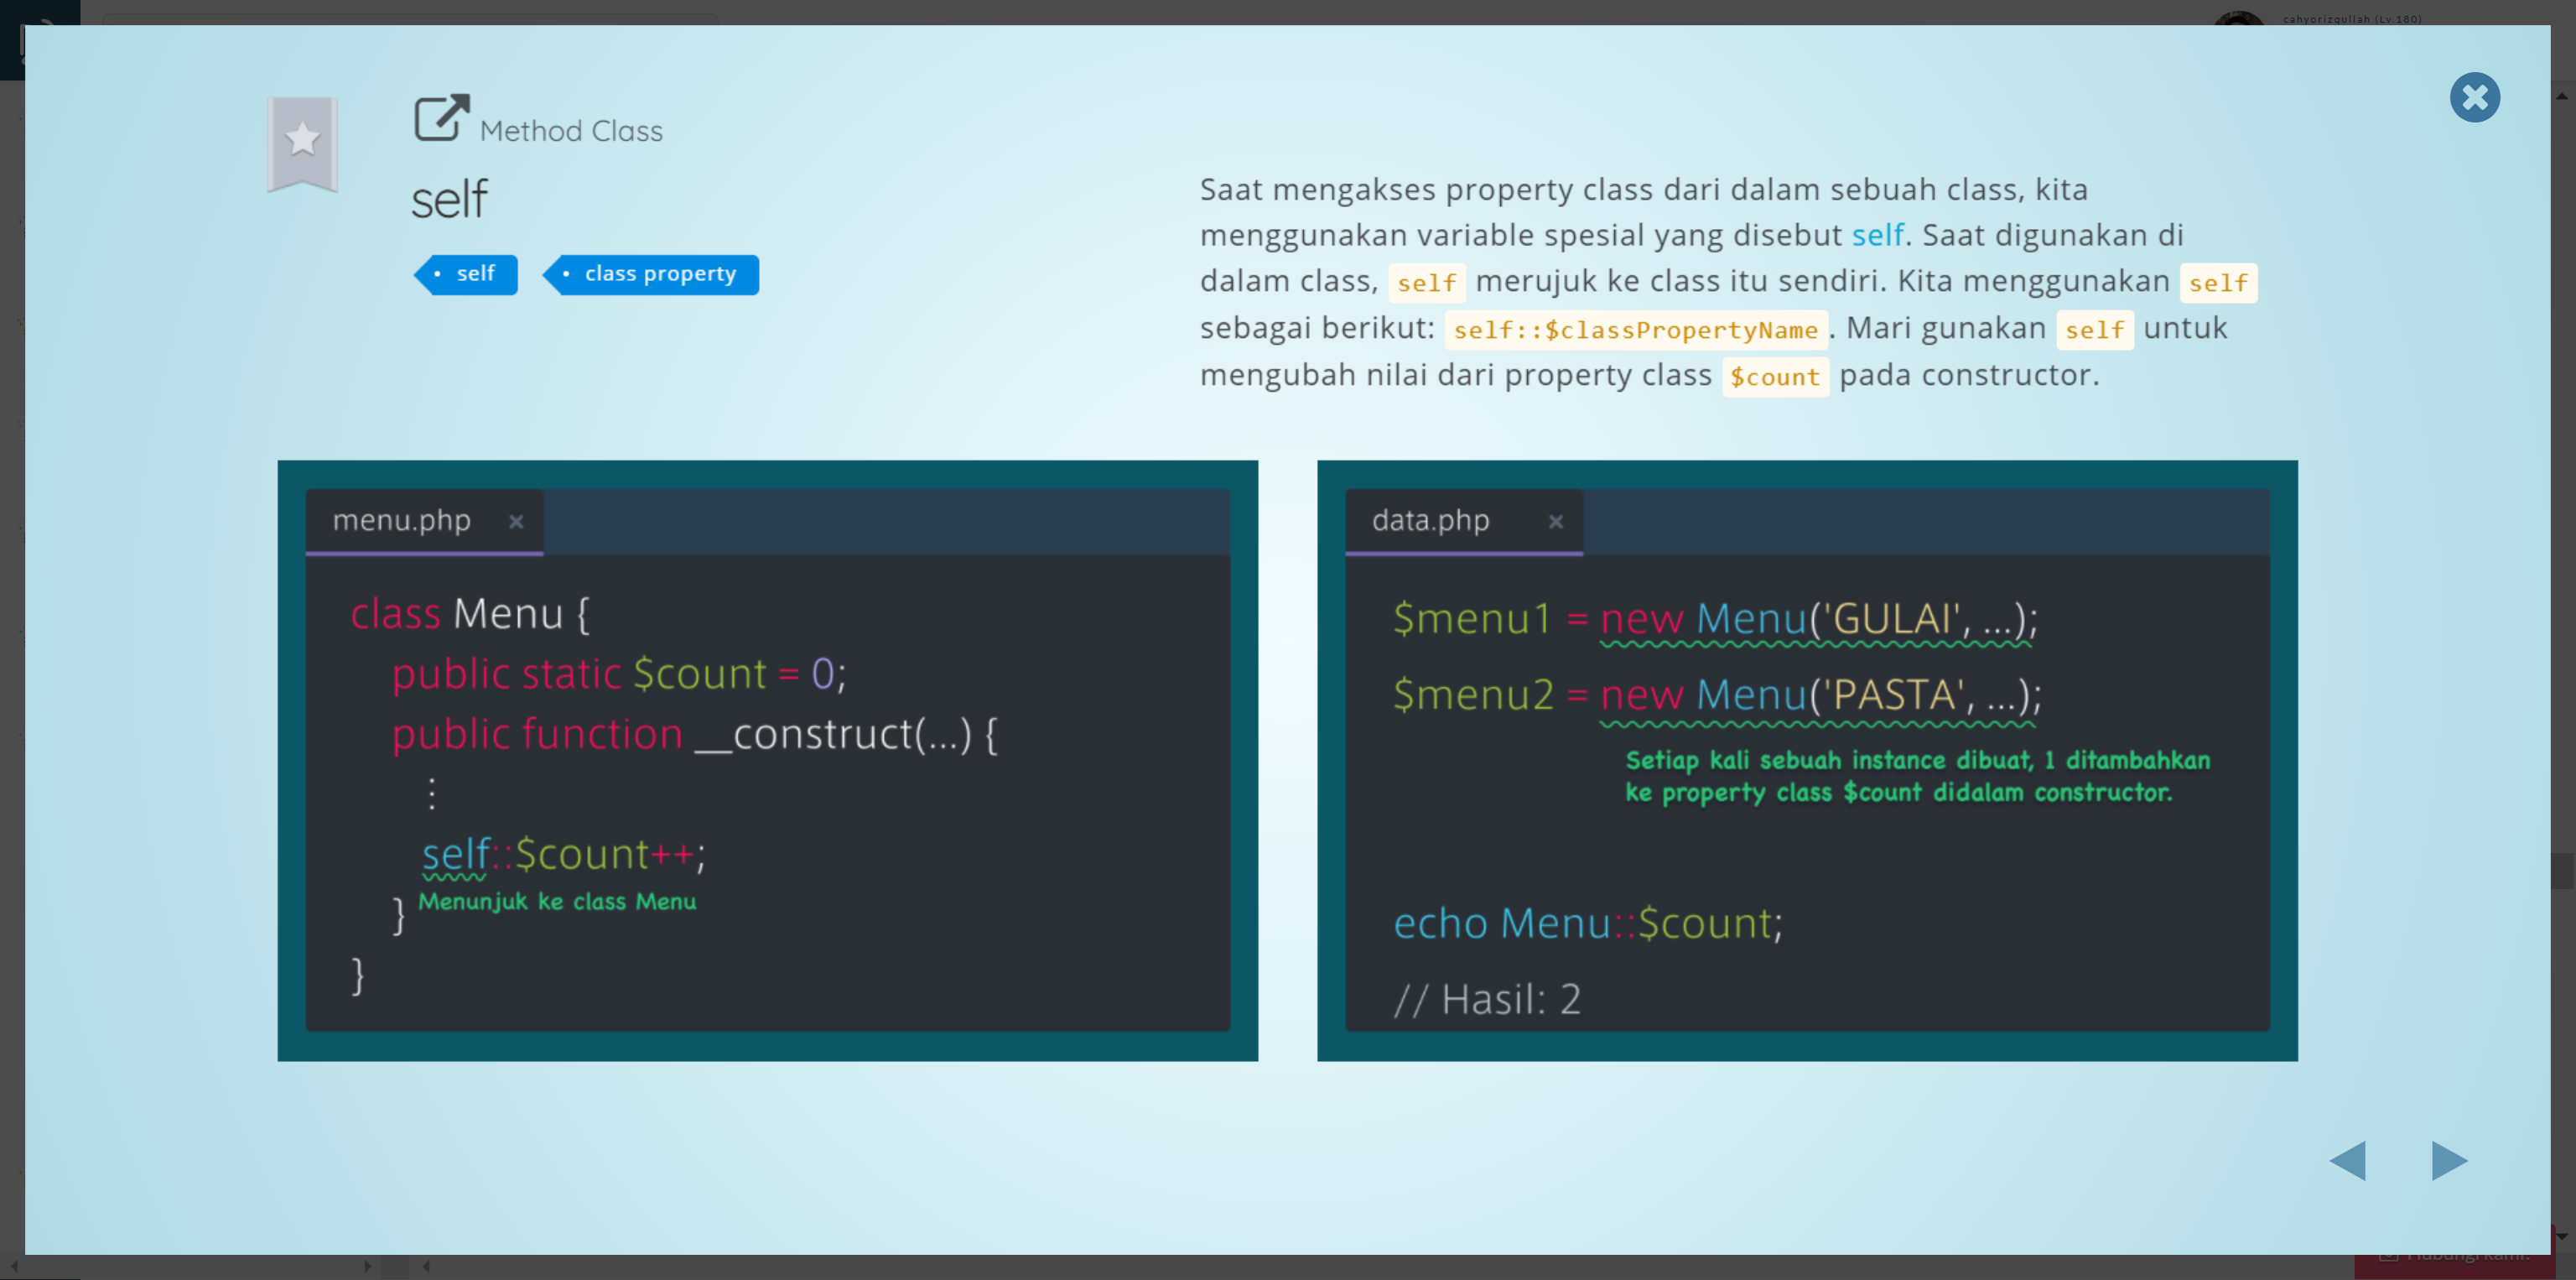 cahyorizqullah (Lv.180)
Method Class
self
• self
• class property
Saat mengakses property class dari dalam sebuah class, kita
menggunakan variable spesial yang disebut self. Saat digunakan di
dalam class, self merujuk ke class itu sendiri. Kita menggunakan self
sebagai berikut: self::$classPropertyName. Mari gunakan self untuk
mengubah nilai dari property class $count pada constructor.
menu.php ×
class Menu {
public static $count = 0;
public function __construct(...) {
⋮
self::$count++;
Menunjuk ke class Menu
}
}
data.php ×
$menu1 = new Menu('GULAI', ...);
$menu2 = new Menu('PASTA', ...);
Setiap kali sebuah instance dibuat, 1 ditambahkan
ke property class $count didalam constructor.
echo Menu::$count;
// Hasil: 2
Hubungi kami.